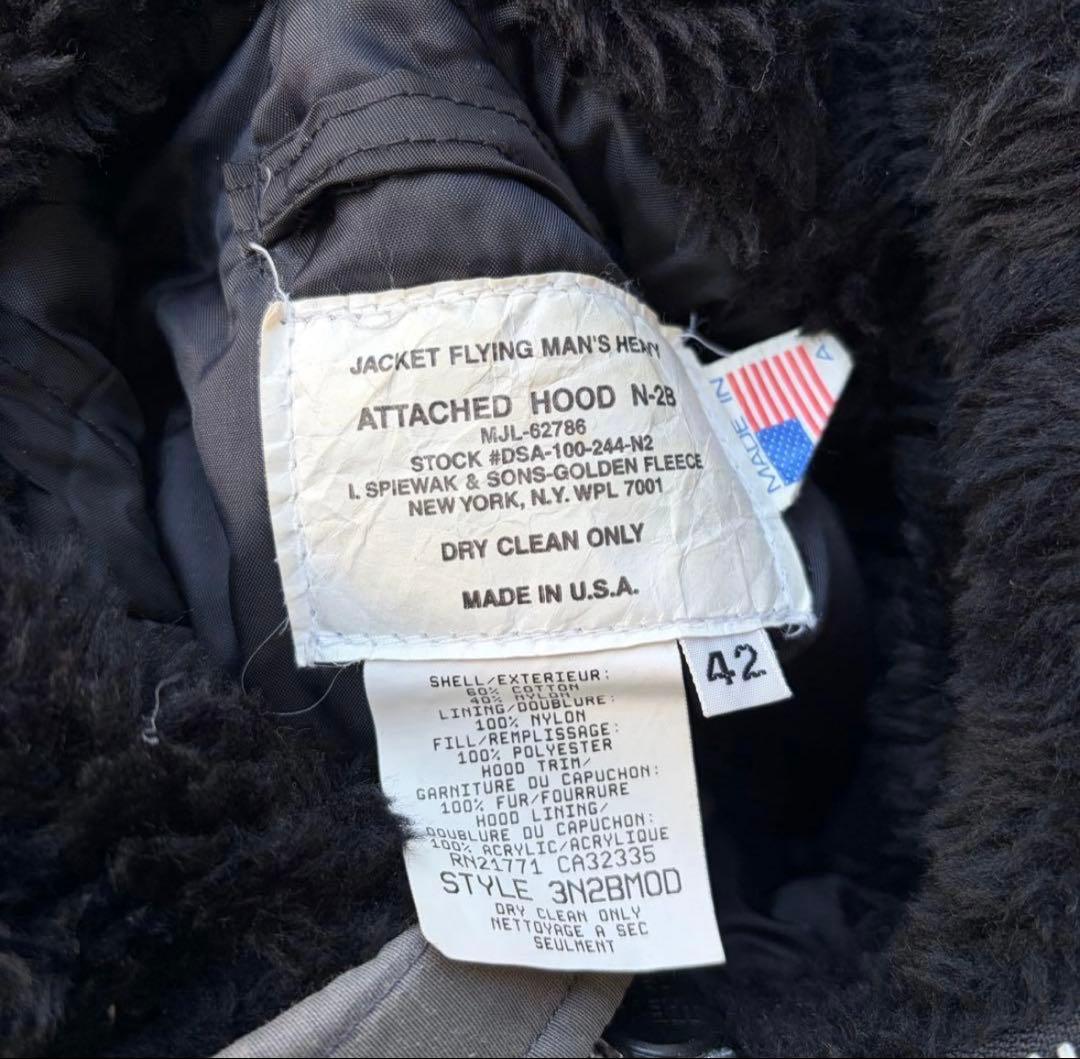 JACKET FLYING MAN'S HEAVY
ATTACHED HOOD N-2B
MJL-62786
STOCK #DSA-100-244-N2
I. SPIEWAK & SONS-GOLDEN FLEECE
NEW YORK, N.Y. WPL 7001
DRY CLEAN ONLY
MADE IN U.S.A.
MADE IN
A
42
SHELL/EXTERIEUR:
60% COTTON
40% NYLON
LINING/DOUBLURE:
100% NYLON
FILL/REMPLISSAGE:
100% POLYESTER
HOOD TRIM/
GARNITURE DU CAPUCHON:
100% FUR/FOURRURE
HOOD LINING/
DOUBLURE DU CAPUCHON:
100% ACRYLIC/ACRYLIQUE
RN21771 CA32335
STYLE 3N2BMOD
DRY CLEAN ONLY
NETTOYAGE A SEC
SEULMENT